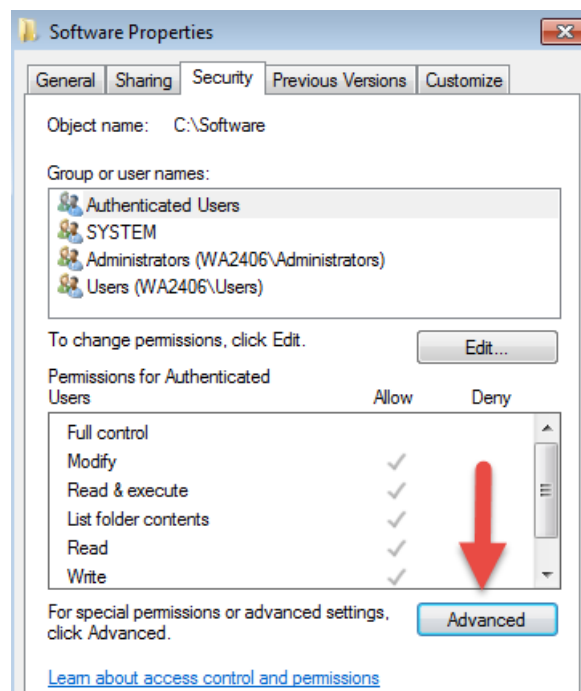 Software Properties
General Sharing Security Previous Versions Customize
Object name: C:\Software
Group or user names:
Authenticated Users
SYSTEM
Administrators (WA2406\Administrators)
Users (WA2406\Users)
To change permissions, click Edit.
Edit...
Permissions for Authenticated
Users Allow Deny
Full control
Modify
Read & execute
List folder contents
Read
Write
For special permissions or advanced settings,
click Advanced.
Advanced
Learn about access control and permissions